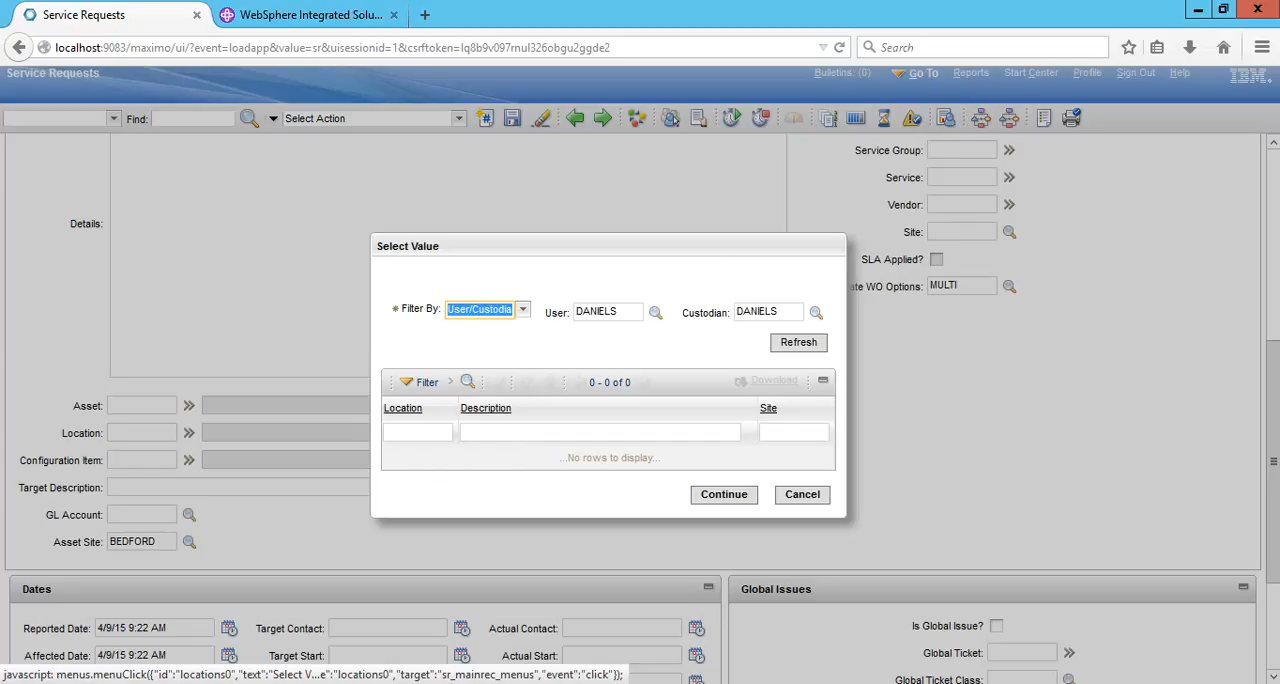 Service Requests
WebSphere Integrated Solu...
localhost:9083/maximo/ui/?event=loadapp&value=sr&uisessionid=1&csrftoken=lq8b9v097rnul326obgu2ggde2
Search
Service Requests
Bulletins: (0)
Go To
Reports
Start Center
Profile
Sign Out
Help
IBM
Find:
Select Action
Service Group:
Service:
Vendor:
Site:
SLA Applied?
ate WO Options: MULTI
Details:
Select Value
Filter By: User/Custodia
User: DANIELS
Custodian: DANIELS
Refresh
Filter
0 - 0 of 0
Download
Location
Description
Site
...No rows to display...
Continue
Cancel
Asset:
Location:
Configuration Item:
Target Description:
GL Account:
Asset Site: BEDFORD
Dates
Global Issues
Reported Date: 4/9/15 9:22 AM
Target Contact:
Actual Contact:
Is Global Issue?
Affected Date: 4/9/15 9:22 AM
Target Start:
Actual Start:
Global Ticket:
Global Ticket Class:
javascript: menus.menuClick({"id":"locations0","text":"Select V...e":"locations0","target":"sr_mainrec_menus","event":"click"});